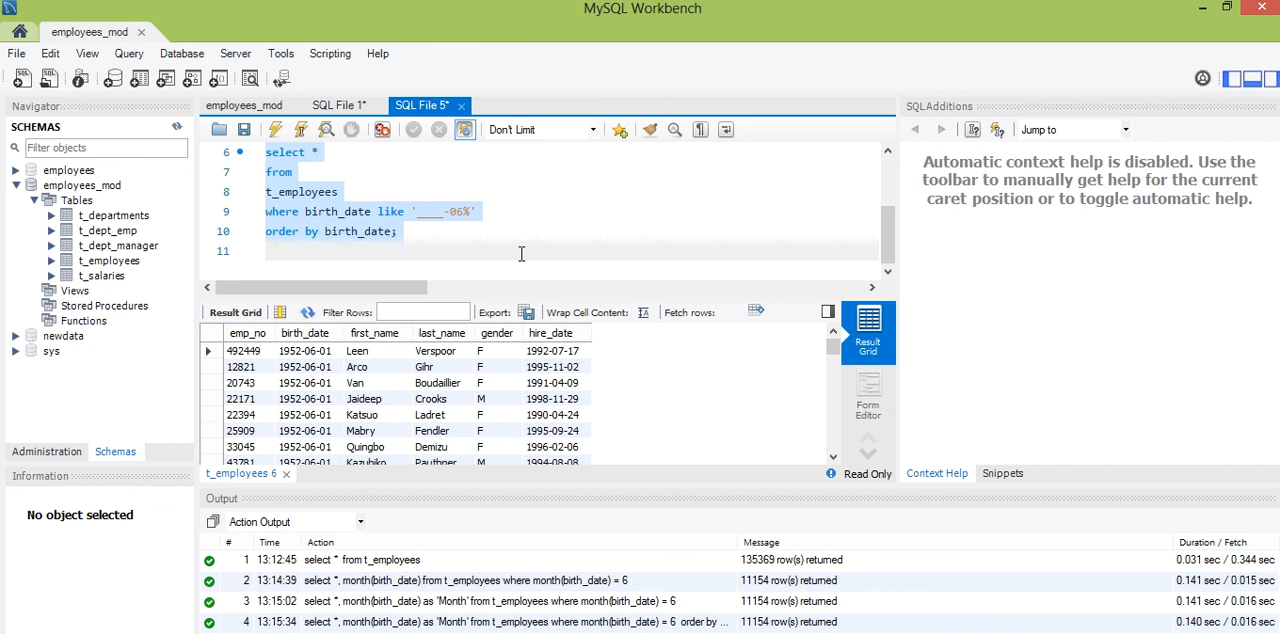 MySQL Workbench
employees_mod
File Edit View Query Database Server Tools Scripting Help
Navigator
SCHEMAS
Filter objects
employees
employees_mod
Tables
t_departments
t_dept_emp
t_dept_manager
t_employees
t_salaries
Views
Stored Procedures
Functions
newdata
sys
Administration Schemas
Information
No object selected
employees_mod SQL File 1* SQL File 5*
Don't Limit
6 select *
7 from
8 t_employees
9 where birth_date like '____-06%'
10 order by birth_date;
11
Result Grid Filter Rows: Export: Wrap Cell Content: Fetch rows:
emp_no birth_date first_name last_name gender hire_date
492449 1952-06-01 Leen Verspoor F 1992-07-17
12821 1952-06-01 Arco Gihr F 1995-11-02
20743 1952-06-01 Van Boudaillier F 1991-04-09
22171 1952-06-01 Jaideep Crooks M 1998-11-29
22394 1952-06-01 Katsuo Ladret F 1990-04-24
25909 1952-06-01 Mabry Fendler F 1995-09-24
33045 1952-06-01 Quingbo Demizu F 1996-02-06
43781 1952-06-01 Kazuhiko Pauthner M 1994-08-08
Result
Grid
Form
Editor
t_employees 6
Read Only
SQLAdditions
Jump to
Automatic context help is disabled. Use the
toolbar to manually get help for the current
caret position or to toggle automatic help.
Context Help Snippets
Output
Action Output
# Time Action Message Duration / Fetch
1 13:12:45 select * from t_employees 135369 row(s) returned 0.031 sec / 0.344 sec
2 13:14:39 select *, month(birth_date) from t_employees where month(birth_date) = 6 11154 row(s) returned 0.141 sec / 0.015 sec
3 13:15:02 select *, month(birth_date) as 'Month' from t_employees where month(birth_date) = 6 11154 row(s) returned 0.141 sec / 0.016 sec
4 13:15:34 select *, month(birth_date) as 'Month' from t_employees where month(birth_date) = 6 order by ... 11154 row(s) returned 0.140 sec / 0.016 sec